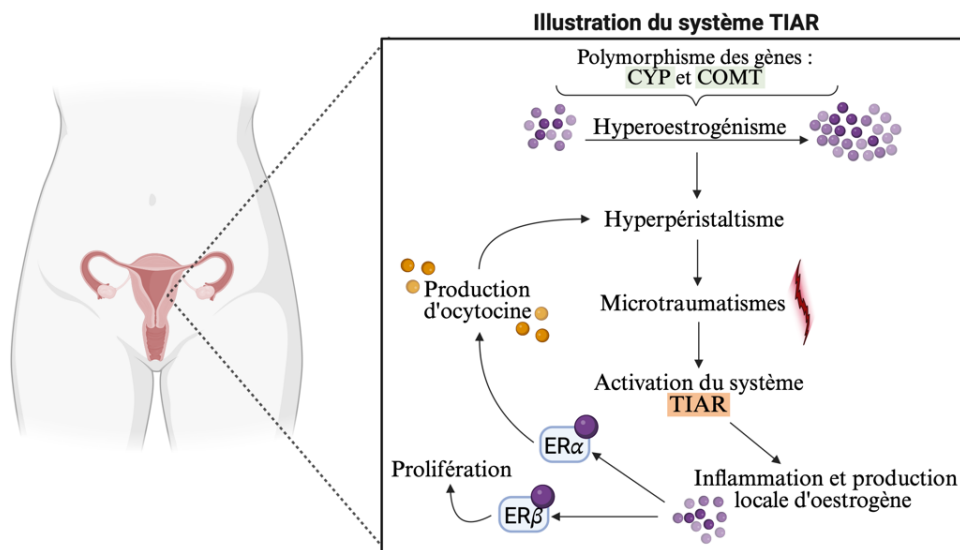 Illustration du système TIAR
Polymorphisme des gènes :
CYP et COMT
Hyperoestrogénisme
Hyperpéristaltisme
Production
d'ocytocine
Microtraumatismes
Activation du système
TIAR
ERα
Prolifération
Inflammation et production
locale d'oestrogène
ERβ